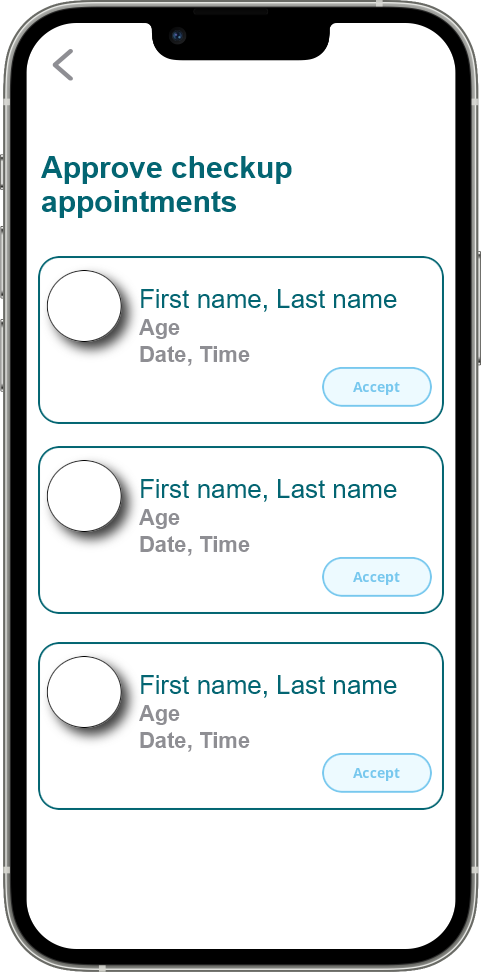 Approve checkup
appointments
First name, Last name
Age
Date, Time
Accept
First name, Last name
Age
Date, Time
Accept
First name, Last name
Age
Date, Time
Accept